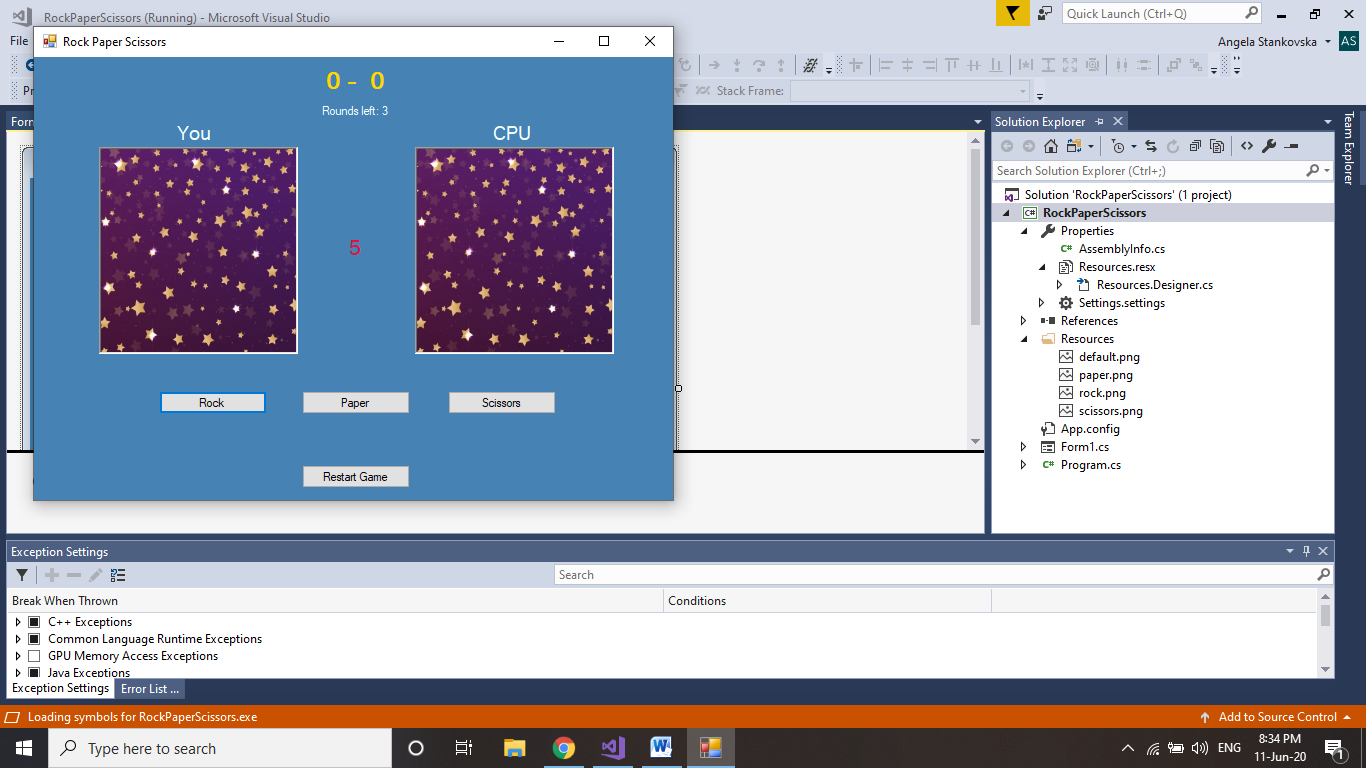 RockPaperScissors (Running) - Microsoft Visual Studio
Quick Launch (Ctrl+Q)
File
Angela Stankovska
AS
Rock Paper Scissors
0 - 0
Rounds left: 3
You
CPU
5
Rock
Paper
Scissors
Restart Game
Stack Frame:
Solution Explorer
Search Solution Explorer (Ctrl+;)
Solution 'RockPaperScissors' (1 project)
RockPaperScissors
Properties
AssemblyInfo.cs
Resources.resx
Resources.Designer.cs
Settings.settings
References
Resources
default.png
paper.png
rock.png
scissors.png
App.config
Form1.cs
Program.cs
Team Explorer
Exception Settings
Search
Break When Thrown
Conditions
C++ Exceptions
Common Language Runtime Exceptions
GPU Memory Access Exceptions
Java Exceptions
Exception Settings
Error List ...
Loading symbols for RockPaperScissors.exe
Add to Source Control
Type here to search
ENG
8:34 PM
11-Jun-20
1